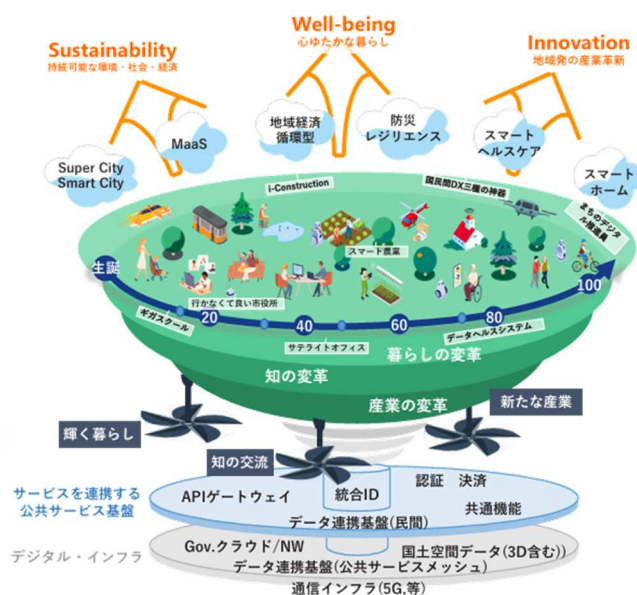 Sustainability
持続可能な環境・社会・経済
Well-being
心ゆたかな暮らし
Innovation
地域発の産業革新
Super City
Smart City
MaaS
地域経済
循環型
防災
レジリエンス
スマート
ヘルスケア
スマート
ホーム
i-Construction
国民間DX三種の神器
まちのデジタル推進員
スマート農業
行かなくて良い市役所
生誕
20
40
60
80
100
ギガスクール
サテライトオフィス
データヘルスシステム
暮らしの変革
知の変革
産業の変革
輝く暮らし
知の交流
新たな産業
サービスを連携する
公共サービス基盤
APIゲートウェイ
統合ID
認証 決済
共通機能
データ連携基盤(民間)
デジタル・インフラ
Gov.クラウド/NW
国土空間データ(3D含む))
データ連携基盤(公共サービスメッシュ)
通信インフラ(5G,等)